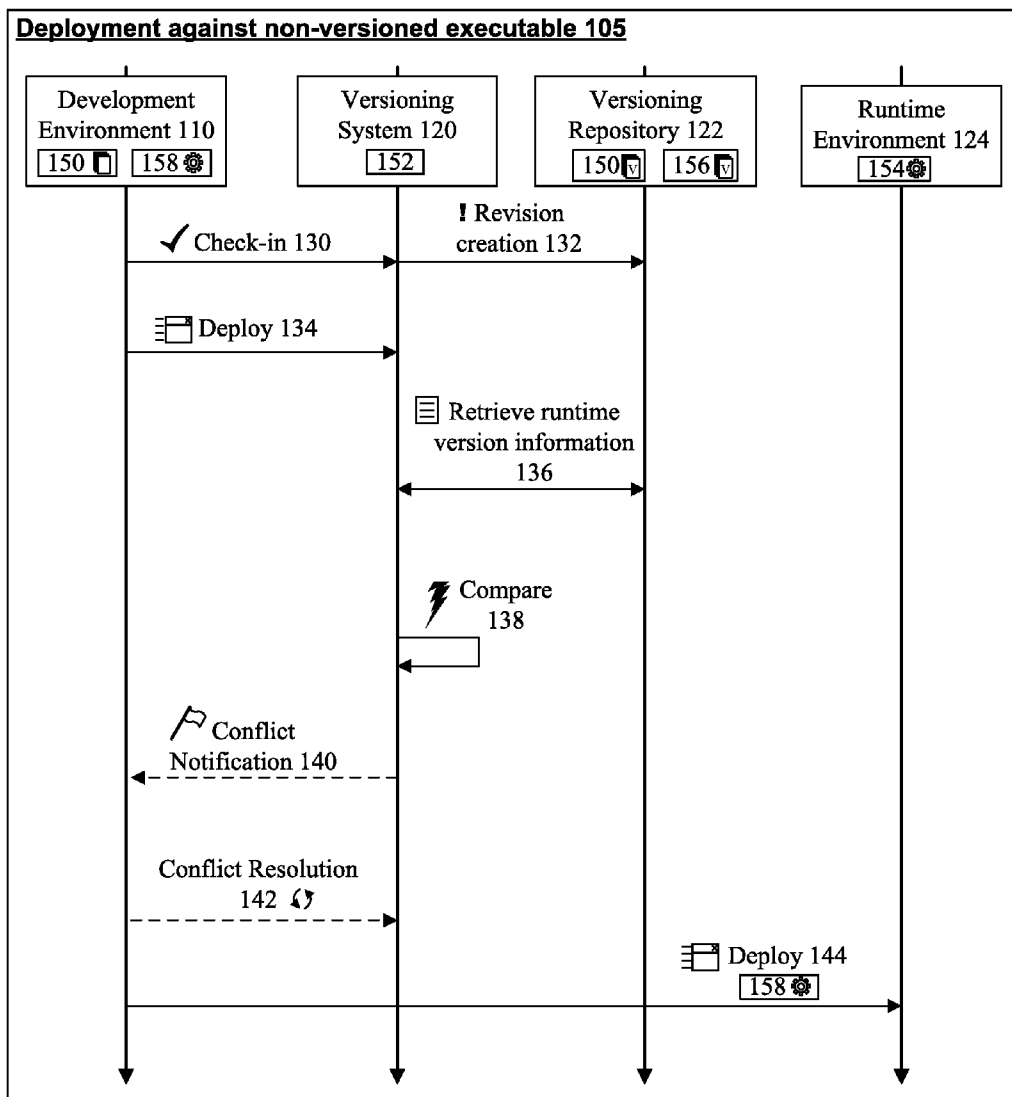 Deployment against non-versioned executable 105
Development
Environment 110
150 158
Versioning
System 120
152
Versioning
Repository 122
150 V 156 V
Runtime
Environment 124
154
Check-in 130
! Revision
creation 132
Deploy 134
Retrieve runtime
version information
136
Compare
138
Conflict
Notification 140
Conflict Resolution
142
Deploy 144
158